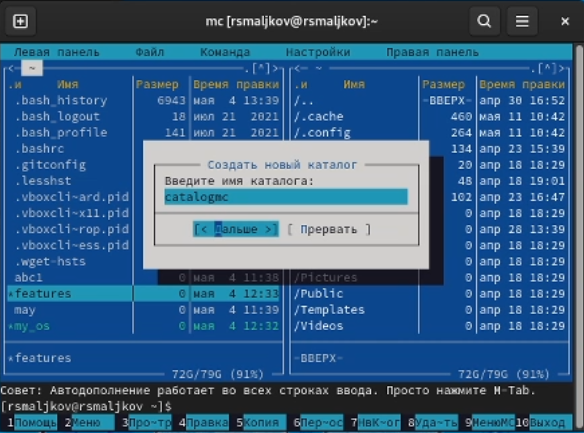 mc [rsmaljkov@rsmaljkov]:~
Левая панель Файл Команда Настройки Правая панель
<─ ~ .[^]> <─ ~ .[^]>
.и Имя Размер Время правки .и Имя Размер Время правки
.bash_history 6943 мая 4 13:39 /.. -ВВЕРХ- апр 30 16:52
.bash_logout 18 июл 21 2021 /.cache 460 мая 11 10:42
.bash_profile 141 июл 21 2021 /.config 264 мая 11 10:42
.bashrc 134 апр 23 15:39
.gitconfig 20 апр 18 18:29
.lesshst 48 апр 18 19:01
.vboxcli~ard.pid 102 апр 23 16:47
.vboxcli~x11.pid 0 апр 18 18:29
.vboxcli~rop.pid 0 апр 28 13:39
.vboxcli~ess.pid 0 апр 18 18:29
.wget-hsts 0 апр 18 18:29
abc1 0 мая 4 11:38 /Pictures 0 апр 18 18:29
*features 0 мая 4 12:33 /Public 0 апр 18 18:29
may 0 мая 4 11:39 /Templates 0 апр 18 18:29
*my_os 0 мая 4 12:32 /Videos 0 апр 18 18:29
Создать новый каталог
Введите имя каталога:
catalogmc
[< Дальше >] [ Прервать ]
*features -ВВЕРХ-
72G/79G (91%) 72G/79G (91%)
Совет: Автодополнение работает во всех строках ввода. Просто нажмите M-Tab.
[rsmaljkov@rsmaljkov ~]$
1Помощь 2Меню 3Про~тр 4Правка 5Копия 6Пер~ос 7НвК~ог 8Уда~ть 9МенюMC 10Выход